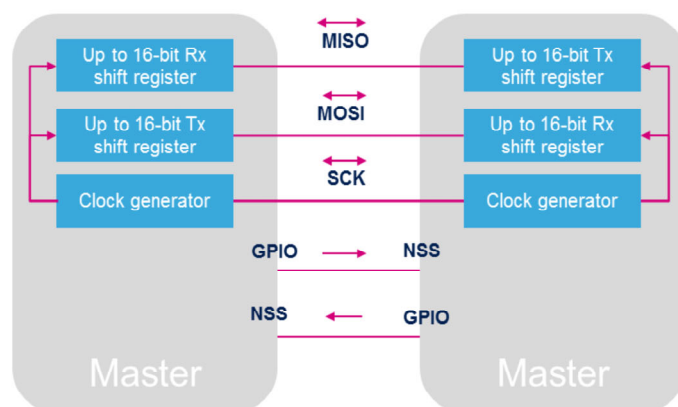 MISO
Up to 16-bit Rx
shift register
Up to 16-bit Tx
shift register
MOSI
Up to 16-bit Tx
shift register
Up to 16-bit Rx
shift register
SCK
Clock generator
Clock generator
GPIO
NSS
NSS
GPIO
Master
Master